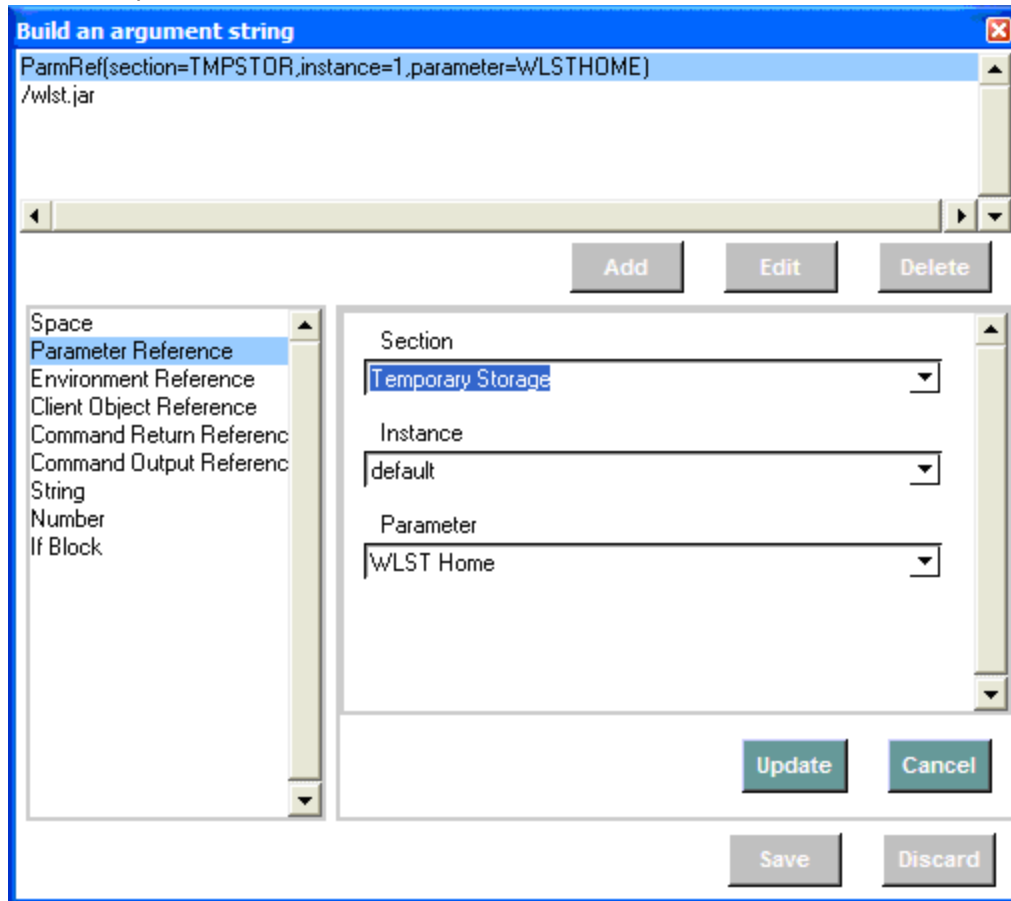 Build an argument string
ParmRef(section=TMPSTOR,instance=1,parameter=WLSTHOME)
/wlst.jar
Add Edit Delete
Space
Parameter Reference
Environment Reference
Client Object Reference
Command Return Referenc
Command Output Referenc
String
Number
If Block
Section
Temporary Storage
Instance
default
Parameter
WLST Home
Update Cancel
Save Discard